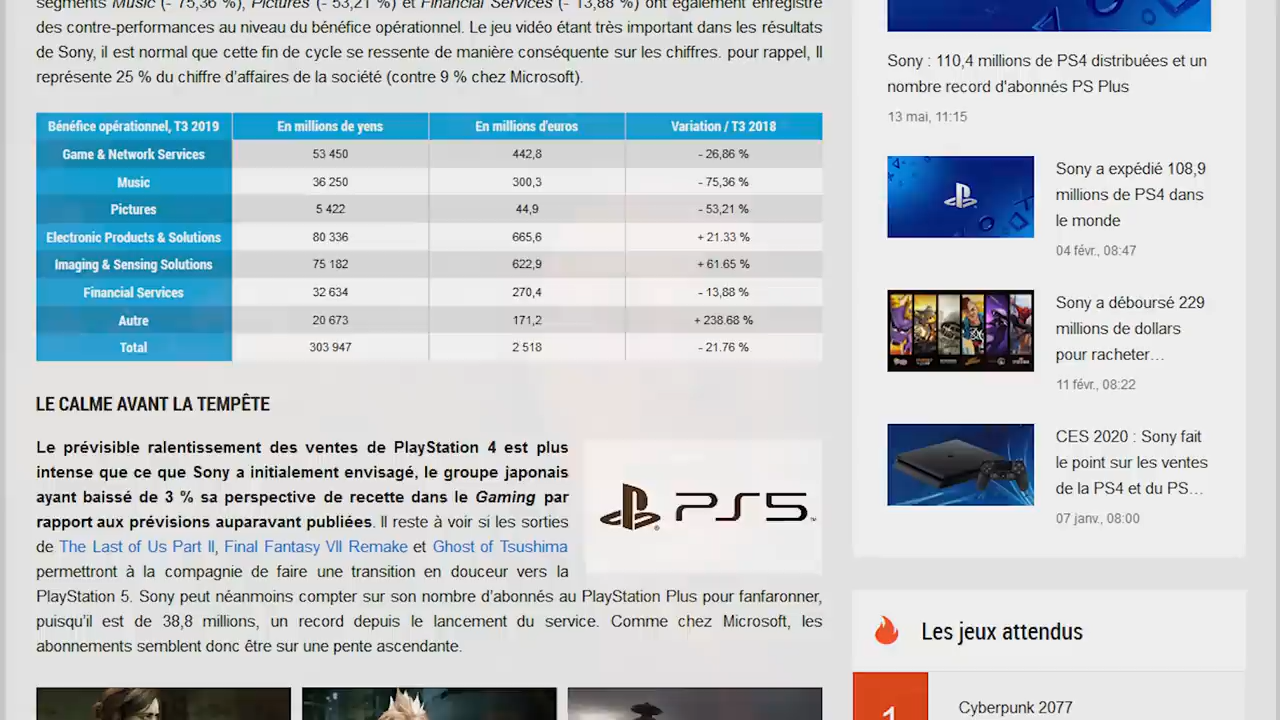 segments Music (- 75,36 %), Pictures (- 53,21 %) et Financial Services (- 13,88 %) ont également enregistré
des contre-performances au niveau du bénéfice opérationnel. Le jeu vidéo étant très important dans les résultats
de Sony, il est normal que cette fin de cycle se ressente de manière conséquente sur les chiffres. pour rappel, Il
représente 25 % du chiffre d'affaires de la société (contre 9 % chez Microsoft).
Bénéfice opérationnel, T3 2019 En millions de yens En millions d'euros Variation / T3 2018
Game & Network Services 53 450 442,8 - 26,86 %
Music 36 250 300,3 - 75,36 %
Pictures 5 422 44,9 - 53,21 %
Electronic Products & Solutions 80 336 665,6 + 21.33 %
Imaging & Sensing Solutions 75 182 622,9 + 61.65 %
Financial Services 32 634 270,4 - 13,88 %
Autre 20 673 171,2 + 238.68 %
Total 303 947 2 518 - 21.76 %
LE CALME AVANT LA TEMPÊTE
Le prévisible ralentissement des ventes de PlayStation 4 est plus
intense que ce que Sony a initialement envisagé, le groupe japonais
ayant baissé de 3 % sa perspective de recette dans le Gaming par
rapport aux prévisions auparavant publiées. Il reste à voir si les sorties
de The Last of Us Part II, Final Fantasy VII Remake et Ghost of Tsushima
permettront à la compagnie de faire une transition en douceur vers la
PlayStation 5. Sony peut néanmoins compter sur son nombre d'abonnés au PlayStation Plus pour fanfaronner,
puisqu'il est de 38,8 millions, un record depuis le lancement du service. Comme chez Microsoft, les
abonnements semblent donc être sur une pente ascendante.
PS5
Sony : 110,4 millions de PS4 distribuées et un
nombre record d'abonnés PS Plus
13 mai, 11:15
Sony a expédié 108,9
millions de PS4 dans
le monde
04 févr., 08:47
Sony a déboursé 229
millions de dollars
pour racheter…
11 févr., 08:22
CES 2020 : Sony fait
le point sur les ventes
de la PS4 et du PS…
07 janv., 08:00
Les jeux attendus
1
Cyberpunk 2077